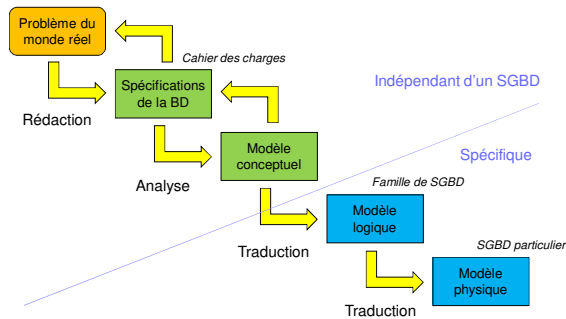 Problème du
monde réel
Cahier des charges
Indépendant d'un SGBD
Rédaction
Spécifications
de la BD
Spécifique
Analyse
Modèle
conceptuel
Famille de SGBD
Traduction
Modèle
logique
SGBD particulier
Traduction
Modèle
physique